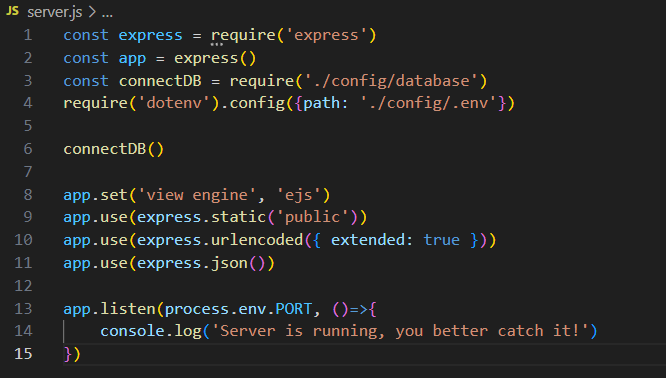 JS server.js > ...
1 const express = require('express')
2 const app = express()
3 const connectDB = require('./config/database')
4 require('dotenv').config({path: './config/.env'})
5
6 connectDB()
7
8 app.set('view engine', 'ejs')
9 app.use(express.static('public'))
10 app.use(express.urlencoded({ extended: true }))
11 app.use(express.json())
12
13 app.listen(process.env.PORT, ()=>{
14     console.log('Server is running, you better catch it!')
15 })